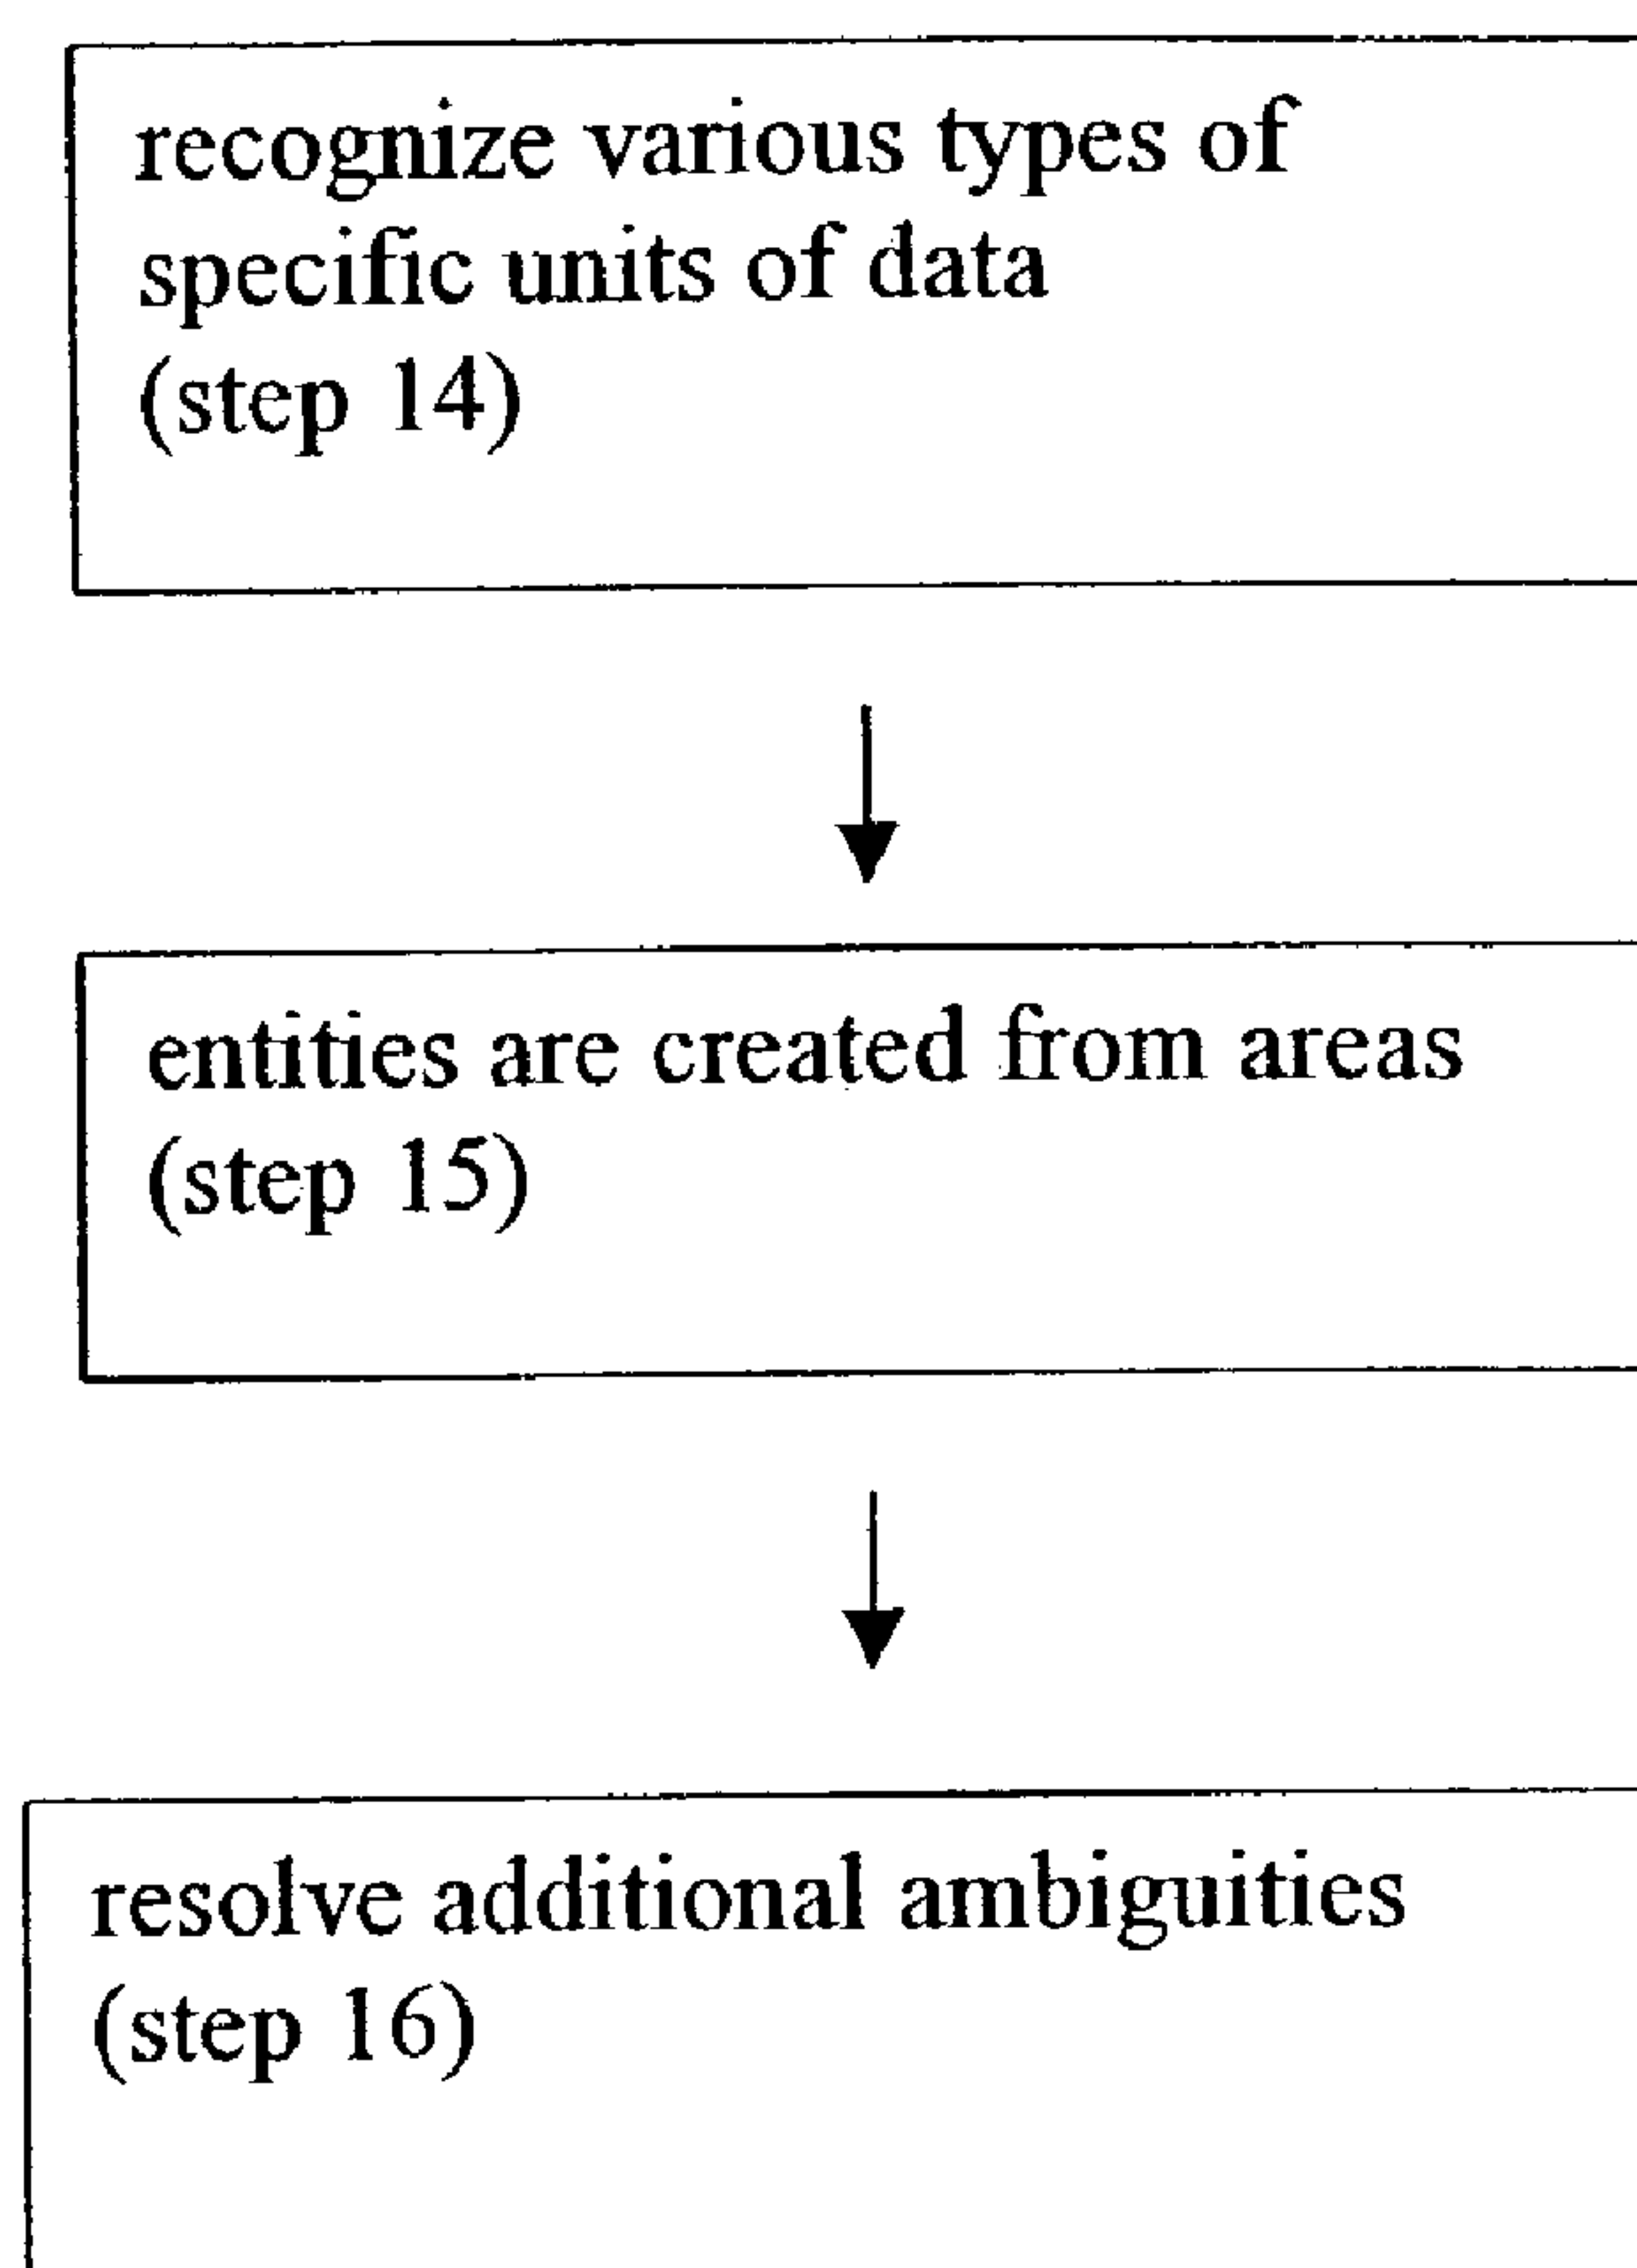 recognize various types of
specific units of data
(step 14)
entities are created from areas
(step 15)
resolve additional ambiguities
(step 16)